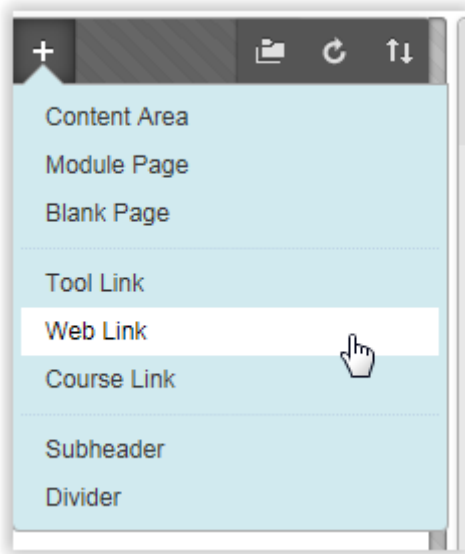 Content Area
Module Page
Blank Page
Tool Link
Web Link
Course Link
Subheader
Divider